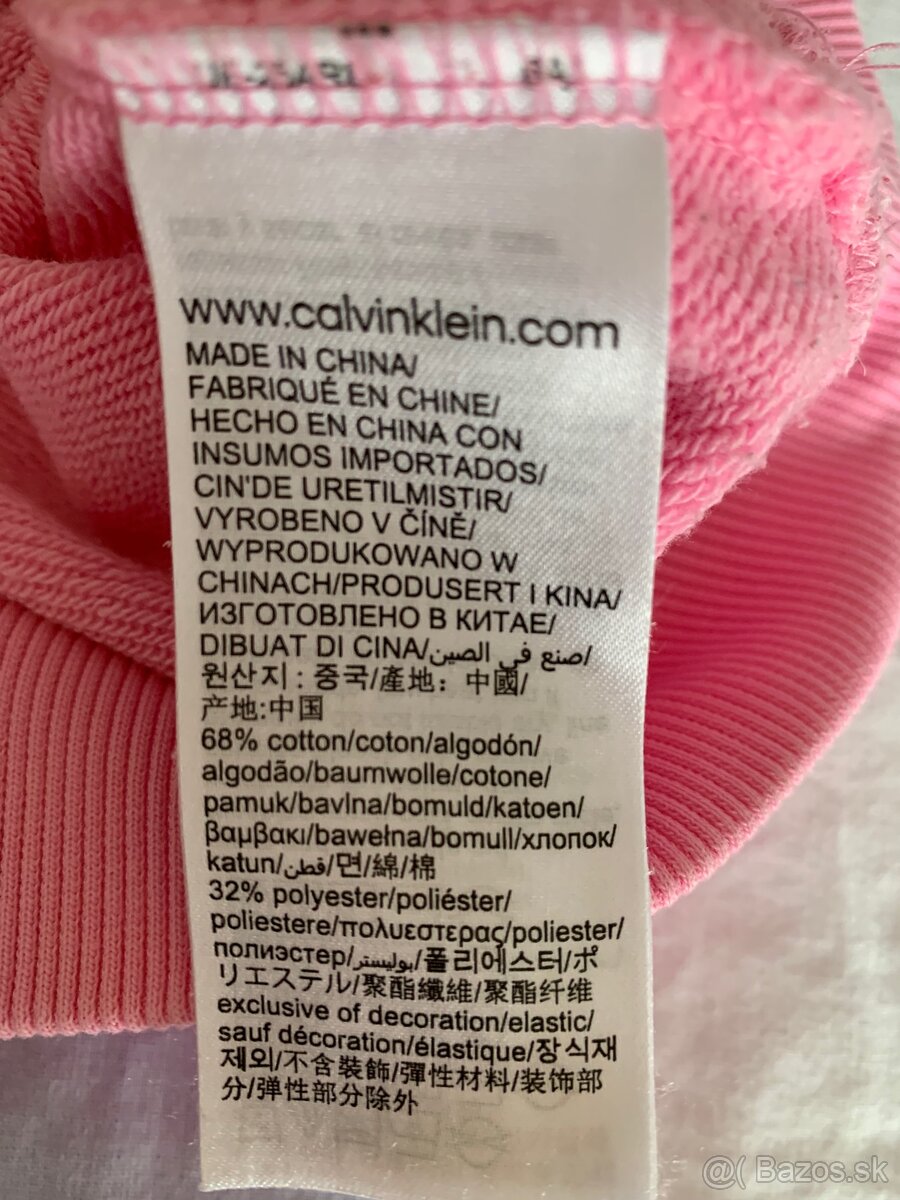 www.calvinklein.com
MADE IN CHINA/
FABRIQUÉ EN CHINE/
HECHO EN CHINA CON
INSUMOS IMPORTADOS/
CIN'DE URETILMISTIR/
VYROBENO V ČÍNĚ/
WYPRODUKOWANO W
CHINACH/PRODUSERT I KINA/
ИЗГОТОВЛЕНО В КИТАЕ/
DIBUAT DI CINA/صنع في الصين/
원산지 : 중국/產地: 中國/
产地:中国
68% cotton/coton/algodón/
algodão/baumwolle/cotone/
pamuk/bavlna/bomuld/katoen/
βαμβακι/bawełna/bomull/хлопок/
katun/قطن/면/綿/棉
32% polyester/poliéster/
poliestere/πολυεστερας/poliester/
полиэстер/بوليستر/폴리에스터/ポ
リエステル/聚酯纖維/聚酯纤维
exclusive of decoration/elastic/
sauf décoration/élastique/장식재
제외/不含裝飾/彈性材料/装饰部
分/弹性部分除外
@( Bazos.sk